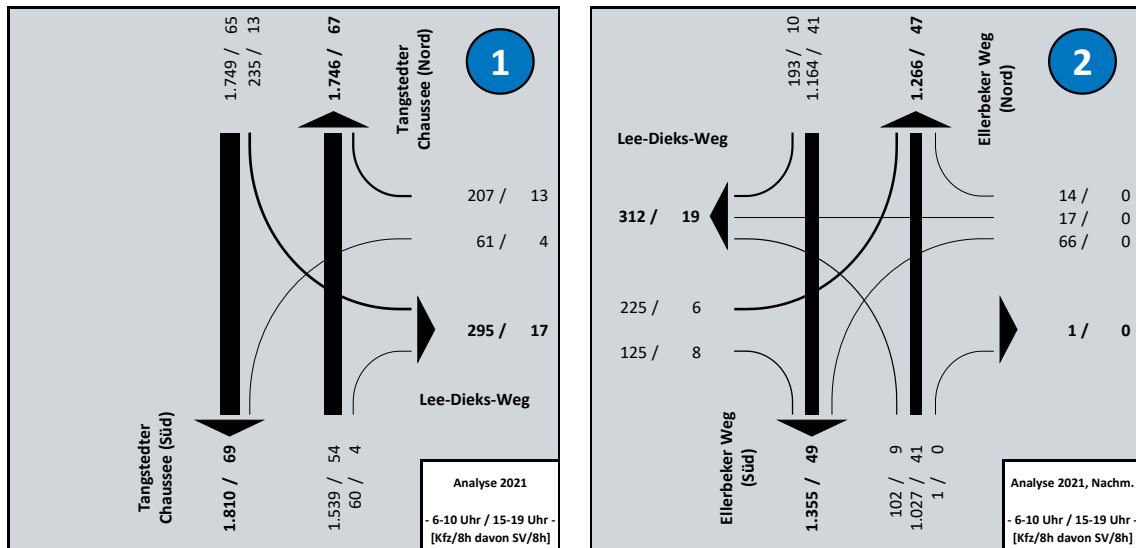 1.749 / 65
235 / 13
1.746 / 67
Tangstedter
Chaussee (Nord)
1
207 / 13
61 / 4
295 / 17
Lee-Dieks-Weg
Tangstedter
Chaussee (Süd)
1.810 / 69
1.539 / 54
60 / 4
Analyse 2021
- 6-10 Uhr / 15-19 Uhr -
[Kfz/8h davon SV/8h]
193 / 10
1.164 / 41
1.266 / 47
Ellerbeker Weg
(Nord)
2
Lee-Dieks-Weg
312 / 19
14 / 0
17 / 0
66 / 0
225 / 6
125 / 8
1 / 0
Ellerbeker Weg
(Süd)
1.355 / 49
102 / 9
1.027 / 41
1 / 0
Analyse 2021, Nachm.
- 6-10 Uhr / 15-19 Uhr -
[Kfz/8h davon SV/8h]